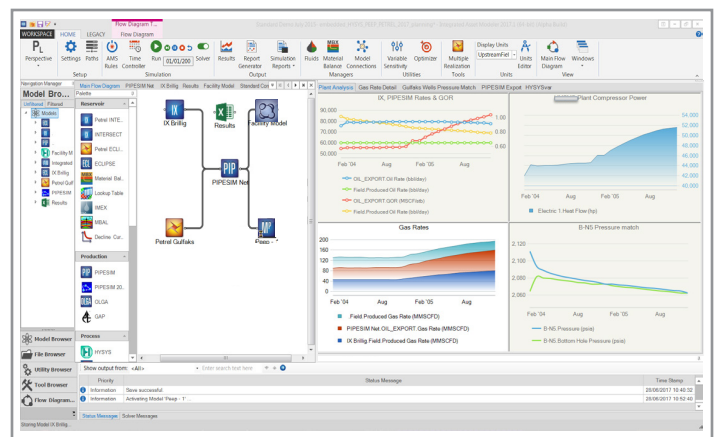 Flow Diagram T...
WORKSPACE HOME LEGACY Flow Diagram
Perspective
Settings Paths
AMS Rules
Time Controller
Run 01/01/200 Solver
Results
Report Generator
Simulation Reports
Fluids
Material Balance
Model Connections
Variable Sensitivity
Optimizer
Multiple Realization
Display Units
UpstreamFiel
Units Editor
Main Flow Diagram
Windows
Setup Simulation Output Managers Utilities Tools Units View
Navigation Manager
Model Bro...
Unfiltered Filtered
Models
Facility M
Integrated
IX Brillig
Petrel Gulf
PIPESIM
Results
Model Browser
File Browser
Utility Browser
Tool Browser
Flow Diagram...
Main Flow Diagram PIPESIM Net IX Brillig Results Facility Model Standard Con
Palette
Reservoir
Petrel INTE...
INTERSECT
Petrel ECLI...
ECLIPSE
Material Bal...
Lookup Table
IMEX
MBAL
Decline Cur...
Production
PIPESIM
PIPESIM 20..
OLGA
GAP
Process
HYSYS
IX Brillig
Results
Facility Model
PIP
PIPESIM Net
Petrel Gulfaks
Peep - "
Plant Analysis Gas Rate Detail Gulfaks Wells Pressure Match PIPESIM Expot HYSYSvar
IX, PIPESIM Rates & GOR
90.000
80.000
70.000
60.000
50.000
1.00
0.80
0.60
Feb '04 Aug Feb '05 Aug
OIL_EXPORT Oil Rate (bbl/day)
Field Produced Oil Rate (bbl/day)
OIL_EXPORT GOR (MSCF/stb)
Field Produced Oil Rate (bbl/day)
Plant Compressor Power
54,000
52,000
50,000
48,000
46,000
44,000
42,000
40,000
Feb '04 Aug Feb '05 Aug
Electric 1 Heat Flow (hp)
Gas Rates
200
160
120
80
40
0
Feb '04 Aug Feb '05 Aug
Field Produced Gas Rate (MMSCFD)
PIPESIM Net.OIL_EXPORT.Gas Rate (MMSCFD)
IX Brillig.Field Produced Gas Rate (MMSCFD)
B-N5 Pressure match
2.120
2.100
2.080
2.060
Feb '04 Aug Feb '05 Aug
B-N5 Pressure (psia)
B-N5 Bottom Hole Pressure (psia)
Show output from: <All> Enter search text here
Priority Status Message Time Stamp
Information Save successful. 20/06/2017 10:40:32
Information Activating Model 'Peep - 1'... 20/06/2017 10:52:40
Status Messages Solver Messages
Storing Model IX Brillig...